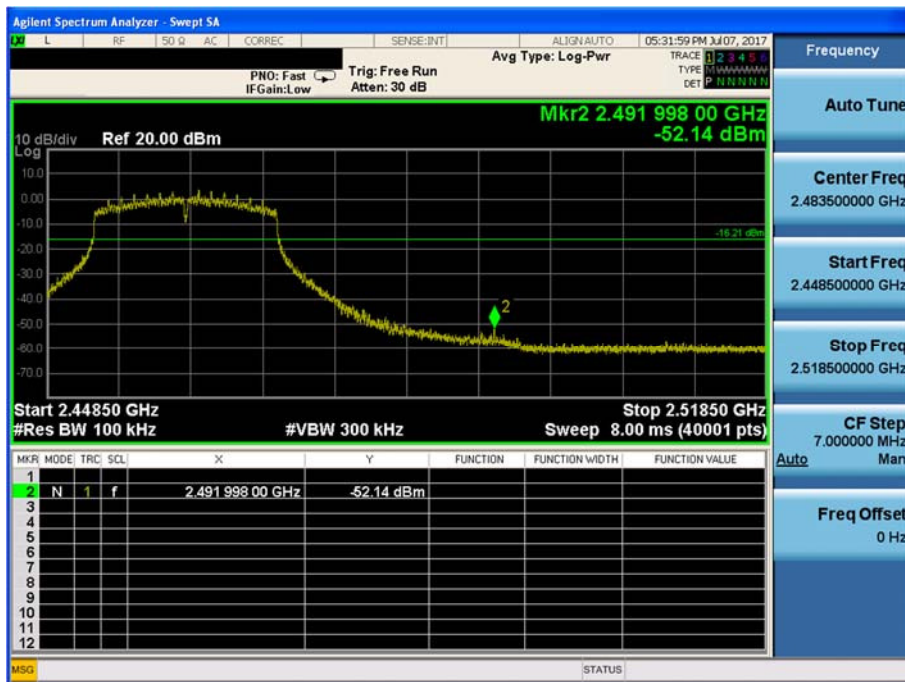 Agilent Spectrum Analyzer - Swept SA
LXI L RF 50 Ω AC CORREC SENSE:INT ALIGN AUTO 05:31:59 PM Jul 07, 2017
Frequency
PNO: Fast
IFGain:Low
Trig: Free Run
Atten: 30 dB
Avg Type: Log-Pwr
TRACE 1 2 3 4 5 6
TYPE M W W W W W
DET P N N N N N
Auto Tune
Mkr2 2.491 998 00 GHz
-52.14 dBm
10 dB/div Ref 20.00 dBm
Log
10.0
0.00
-10.0
-20.0
-30.0
-40.0
-50.0
-60.0
-70.0
-16.21 dBm
2
Start 2.44850 GHz Stop 2.51850 GHz
#Res BW 100 kHz #VBW 300 kHz Sweep 8.00 ms (40001 pts)
Center Freq
2.483500000 GHz
Start Freq
2.448500000 GHz
Stop Freq
2.518500000 GHz
CF Step
7.000000 MHz
Auto Man
Freq Offset
0 Hz
MKR MODE TRC SCL X Y FUNCTION FUNCTION WIDTH FUNCTION VALUE
1
2 N 1 f 2.491 998 00 GHz -52.14 dBm
3
4
5
6
7
8
9
10
11
12
MSG STATUS